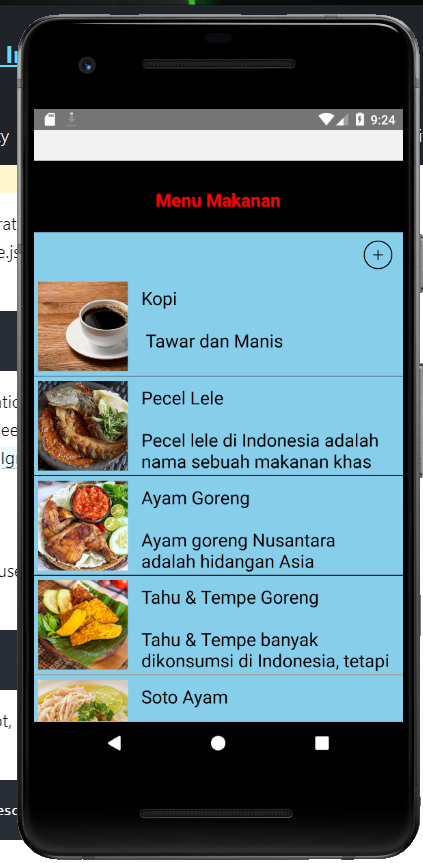 9:24
Menu Makanan
Kopi
Tawar dan Manis
Pecel Lele
Pecel lele di Indonesia adalah
nama sebuah makanan khas
Ayam Goreng
Ayam goreng Nusantara
adalah hidangan Asia
Tahu & Tempe Goreng
Tahu & Tempe banyak
dikonsumsi di Indonesia, tetapi
Soto Ayam